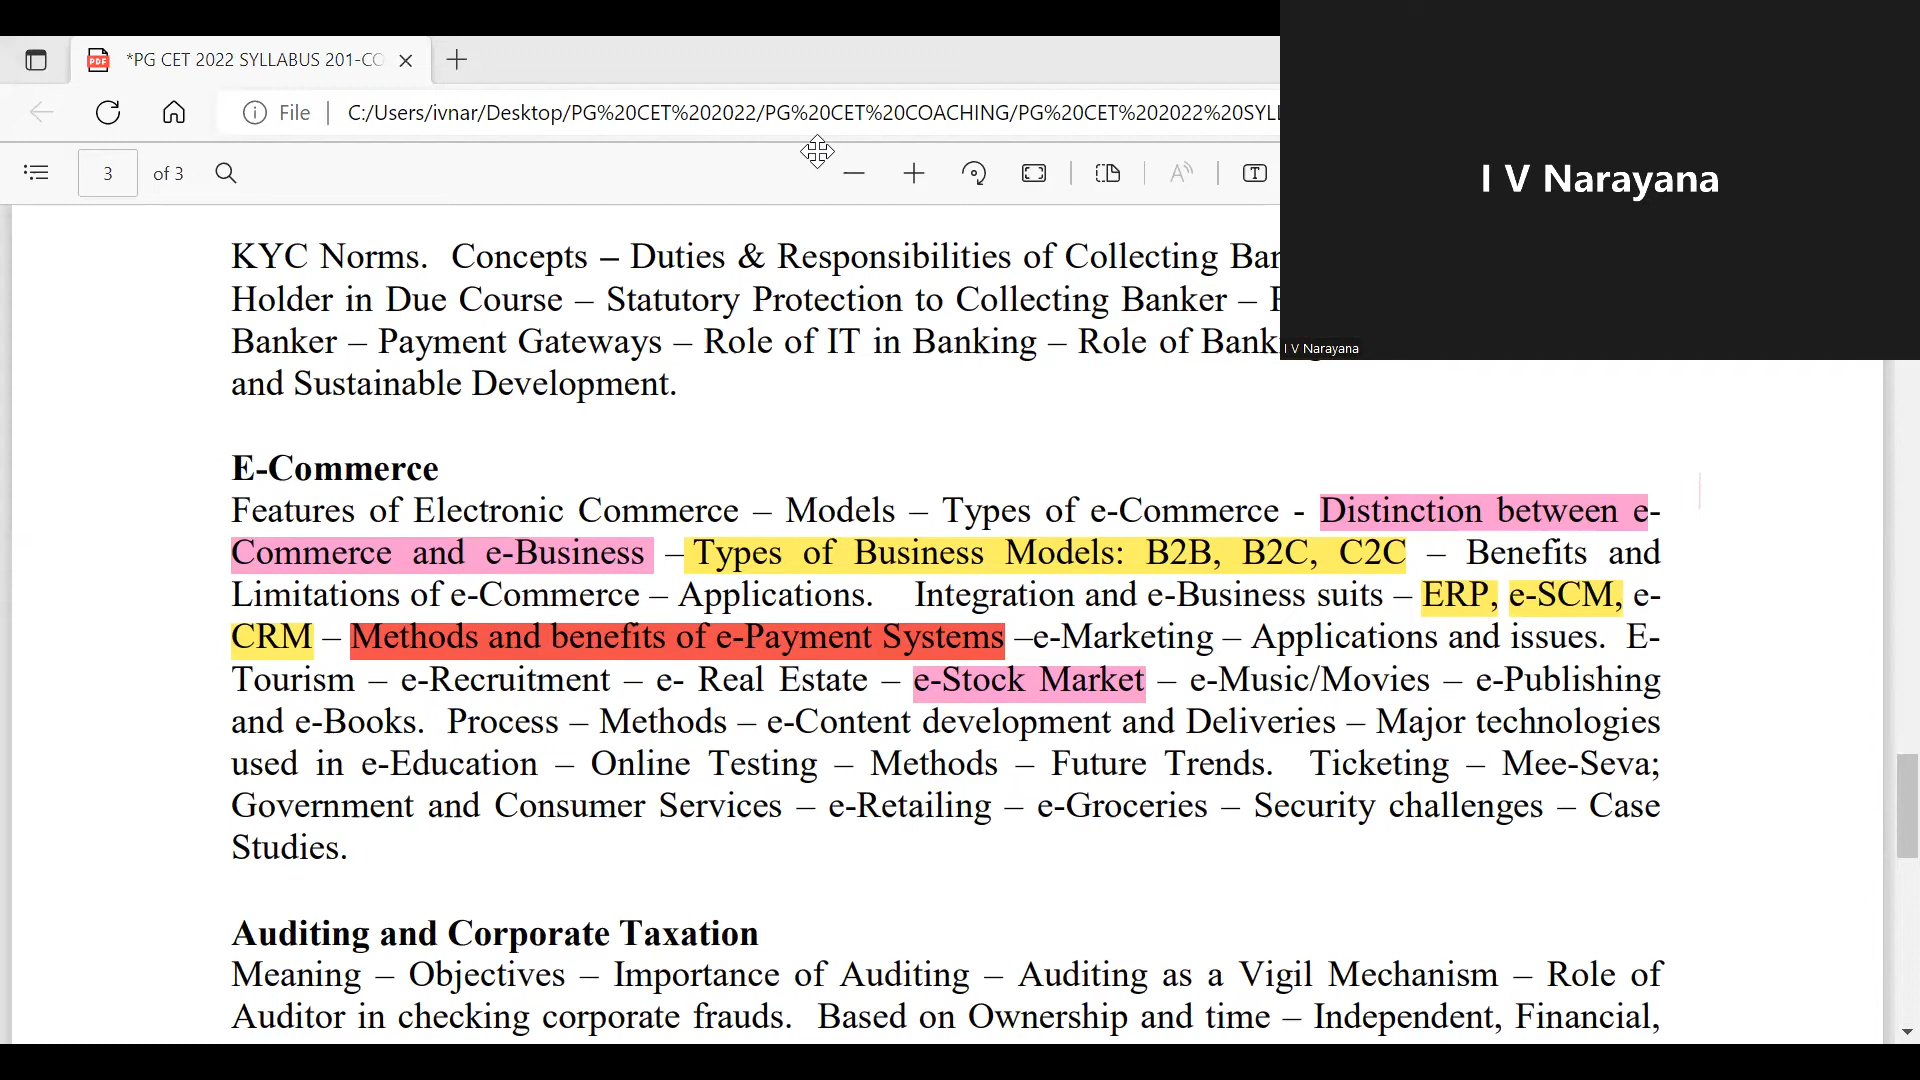 *PG CET 2022 SYLLABUS 201-CO
File
C:/Users/ivnar/Desktop/PG%20CET%202022/PG%20CET%20COACHING/PG%20CET%202022%20SYLL
3 of 3
I V Narayana
I V Narayana
KYC Norms. Concepts – Duties & Responsibilities of Collecting
Holder in Due Course – Statutory Protection to Collecting Banker –
Banker – Payment Gateways – Role of IT in Banking – Role of
and Sustainable Development.
E-Commerce
Features of Electronic Commerce – Models – Types of e-Commerce - Distinction between e-
Commerce and e-Business – Types of Business Models: B2B, B2C, C2C – Benefits and
Limitations of e-Commerce – Applications. Integration and e-Business suits – ERP, e-SCM, e-
CRM – Methods and benefits of e-Payment Systems –e-Marketing – Applications and issues. E-
Tourism – e-Recruitment – e- Real Estate – e-Stock Market – e-Music/Movies – e-Publishing
and e-Books. Process – Methods – e-Content development and Deliveries – Major technologies
used in e-Education – Online Testing – Methods – Future Trends. Ticketing – Mee-Seva;
Government and Consumer Services – e-Retailing – e-Groceries – Security challenges – Case
Studies.
Auditing and Corporate Taxation
Meaning – Objectives – Importance of Auditing – Auditing as a Vigil Mechanism – Role of
Auditor in checking corporate frauds. Based on Ownership and time – Independent, Financial,